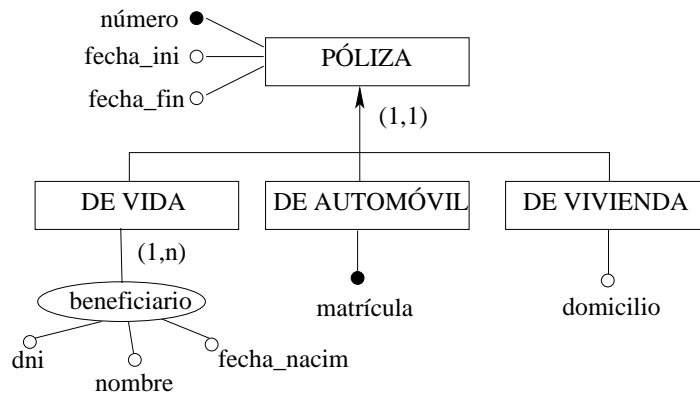 número
fecha_ini
fecha_fin
PÓLIZA
(1,1)
DE VIDA
DE AUTOMÓVIL
DE VIVIENDA
(1,n)
beneficiario
matrícula
domicilio
dni
nombre
fecha_nacim